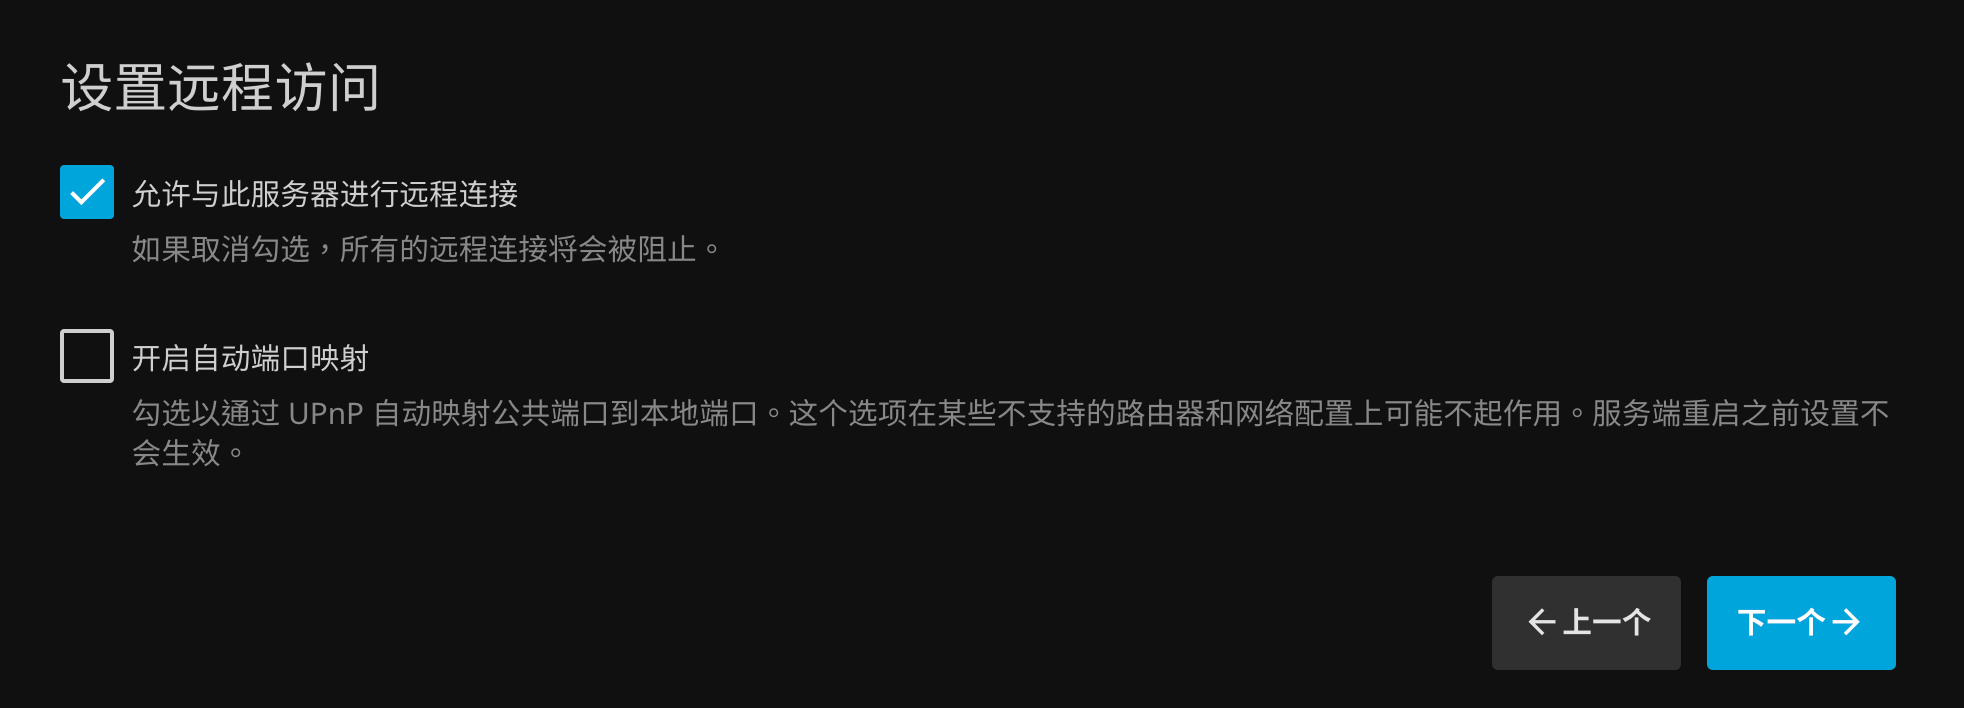 设置远程访问
允许与此服务器进行远程连接
如果取消勾选，所有的远程连接将会被阻止。
开启自动端口映射
勾选以通过 UPnP 自动映射公共端口到本地端口。这个选项在某些不支持的路由器和网络配置上可能不起作用。服务端重启之前设置不
会生效。
←上一个
下一个→